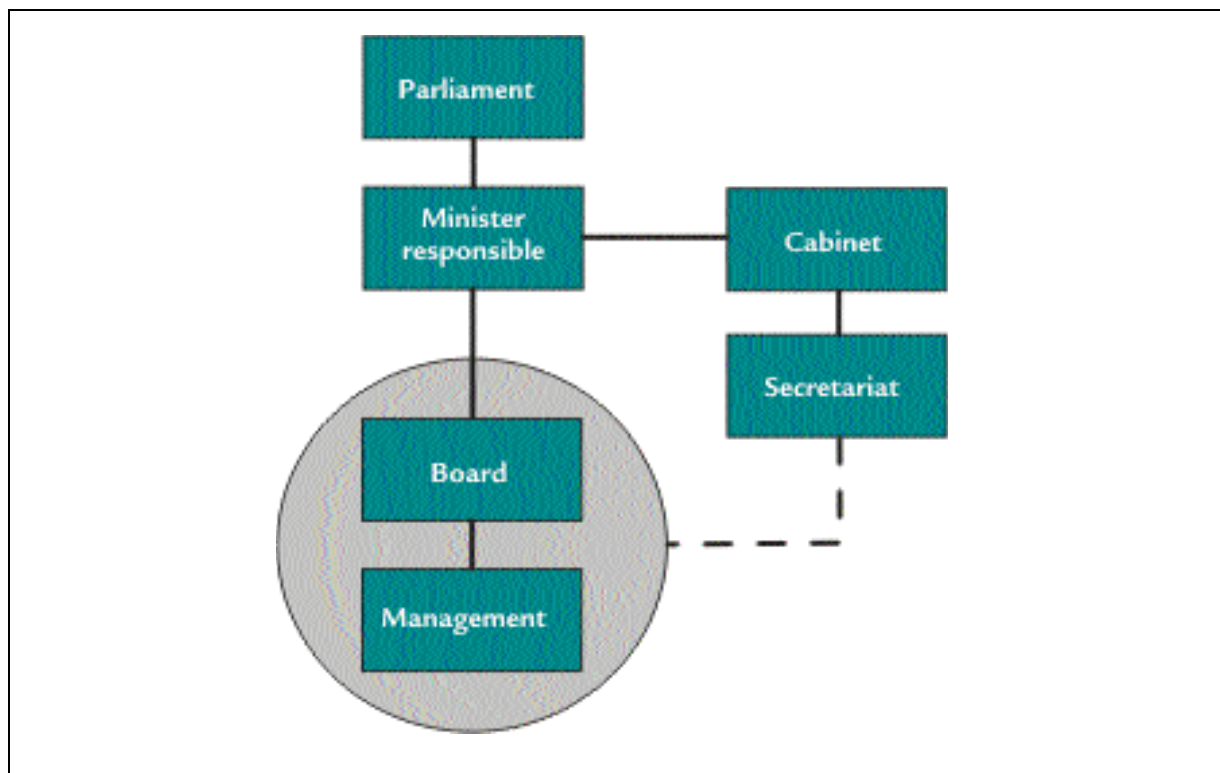 Parliament
Minister
responsible
Cabinet
Secretariat
Board
Management